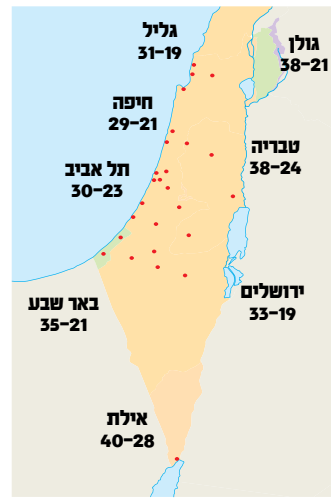 גליל
31-19
גולן
38-21
חיפה
29-21
טבריה
38-24
תל אביב
30-23
ירושלים
33-19
באר שבע
35-21
אילת
40-28